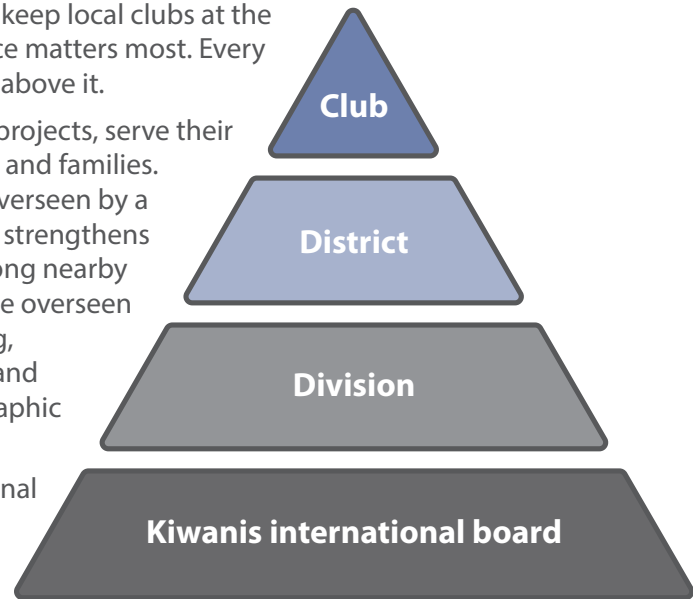 keep local clubs at the
ce matters most. Every
above it.
projects, serve their
and families.
verseen by a
strengthens
ong nearby
e overseen
g,
and
aphic
nal
Club
District
Division
Kiwanis international board